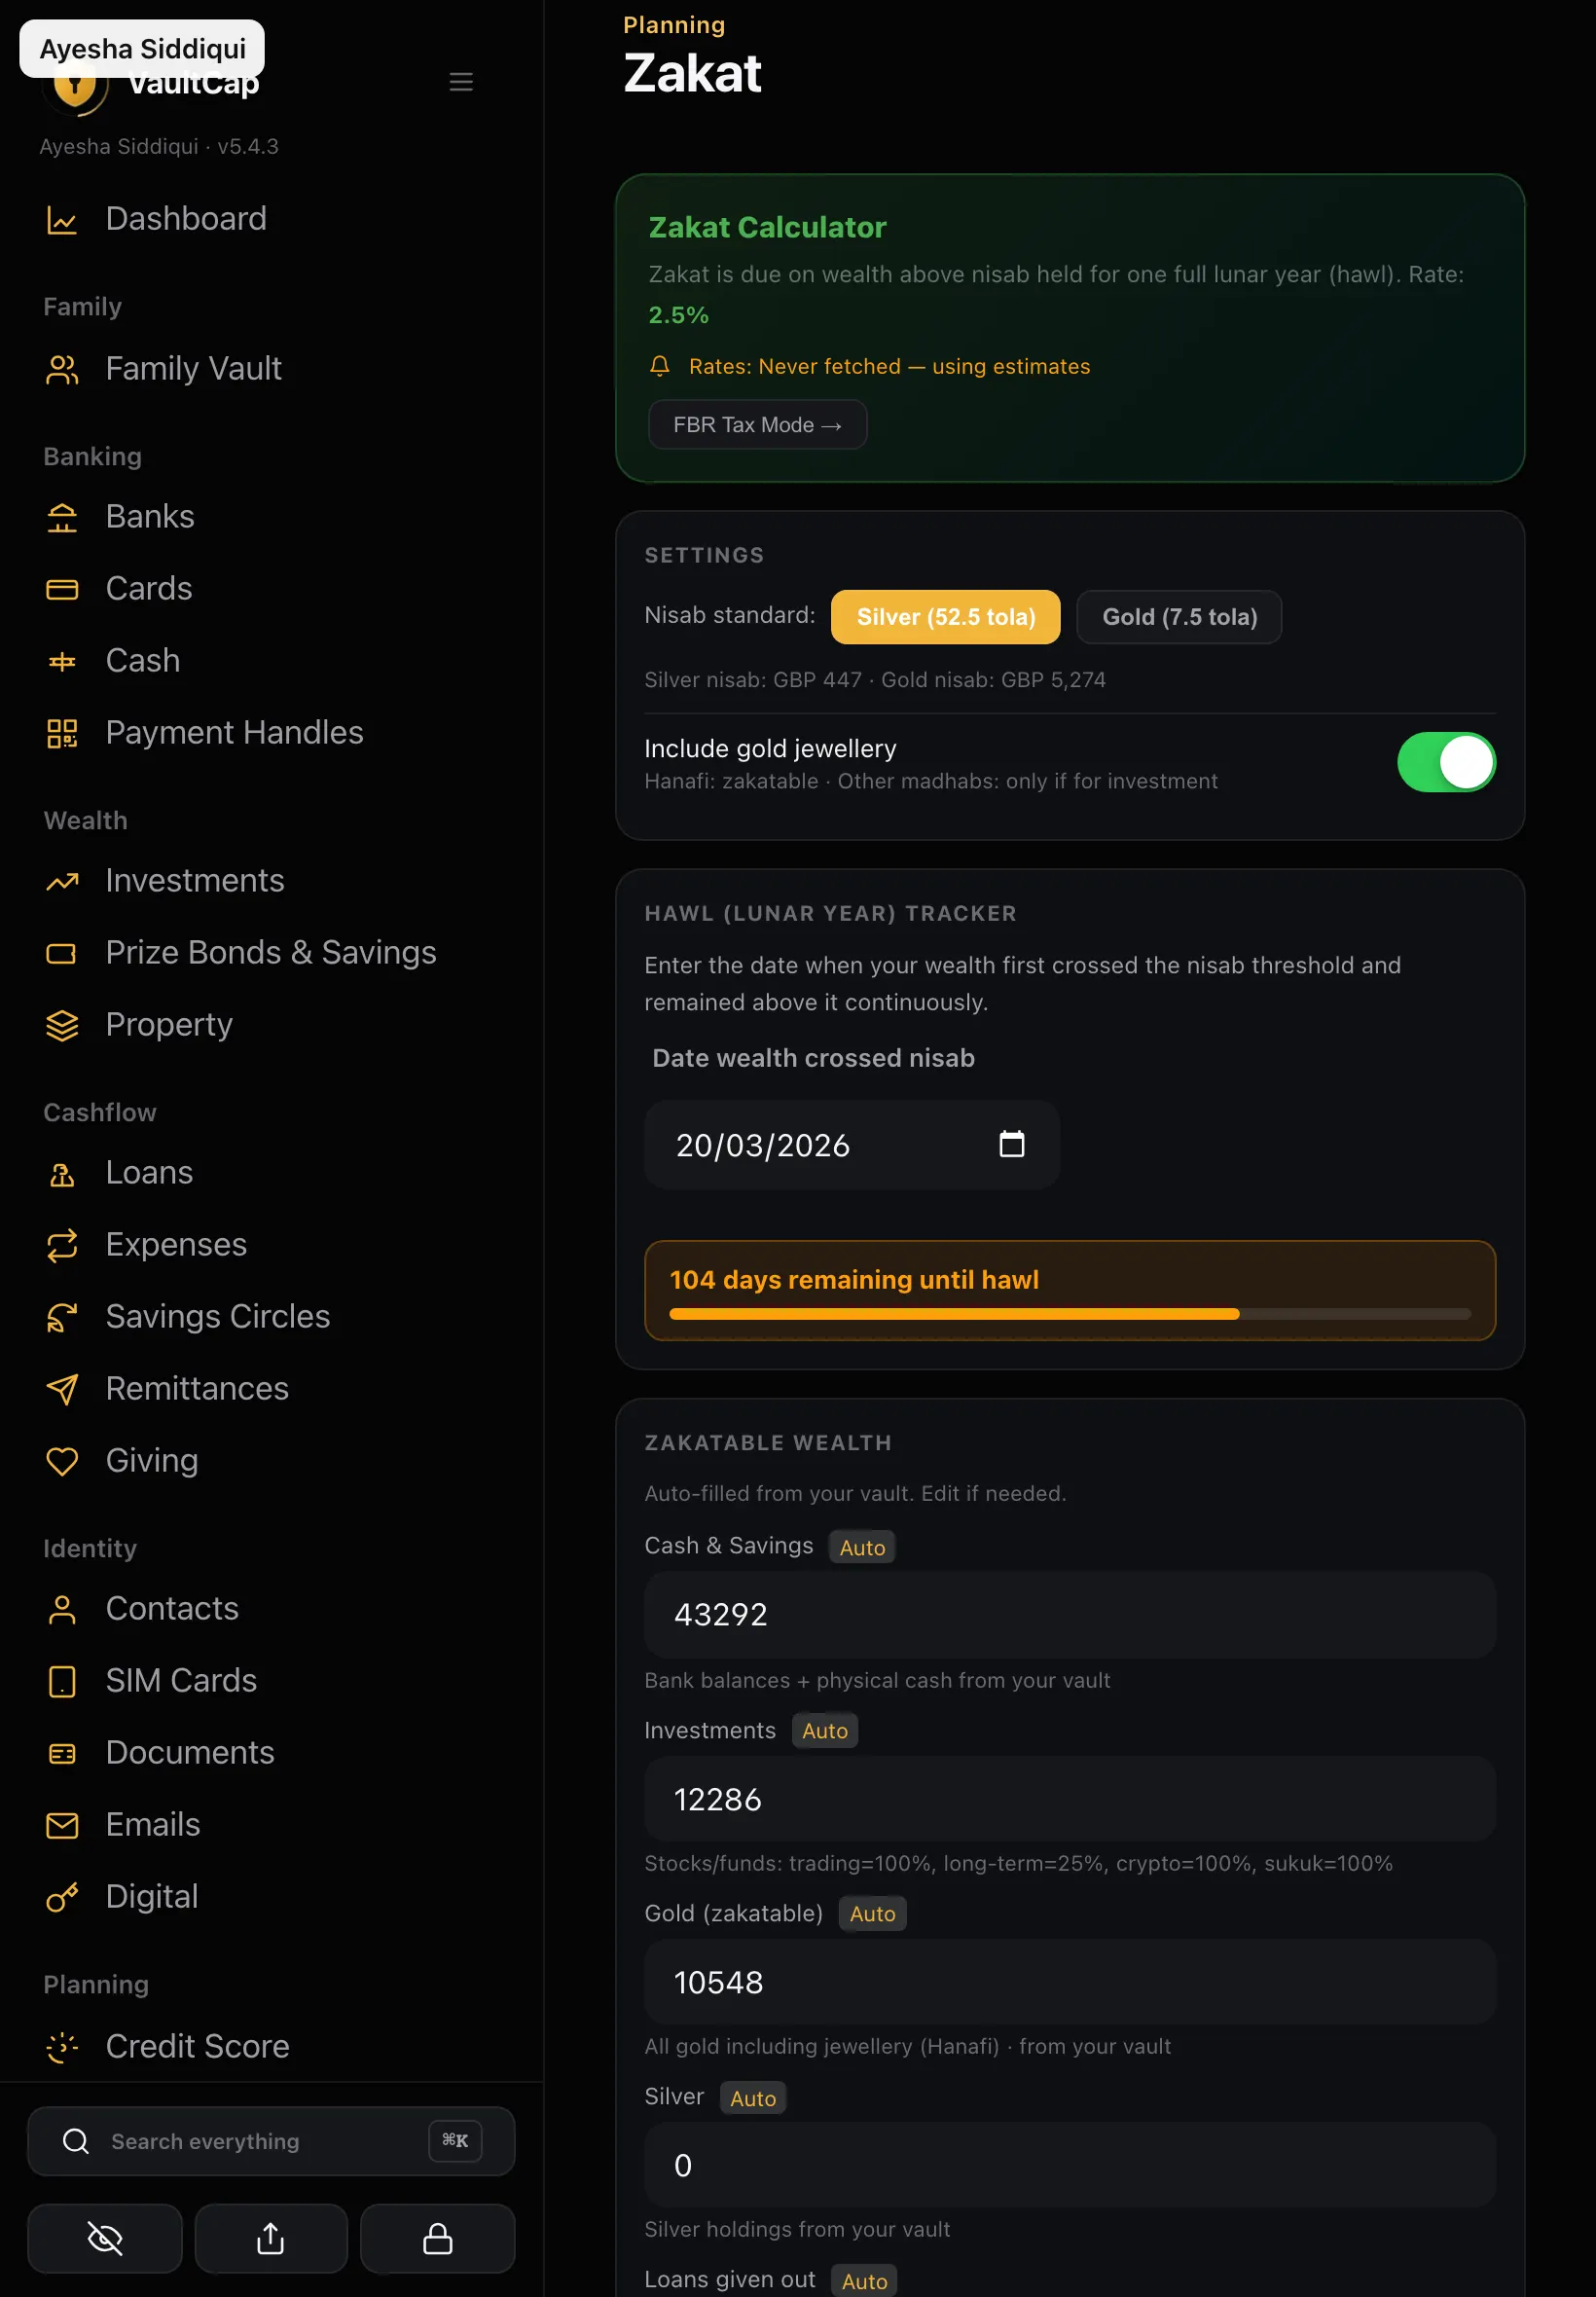 Ayesha Siddiqui
VaultCap
Ayesha Siddiqui · v5.4.3
Dashboard
Family
Family Vault
Banking
Banks
Cards
Cash
Payment Handles
Wealth
Investments
Prize Bonds & Savings
Property
Cashflow
Loans
Expenses
Savings Circles
Remittances
Giving
Identity
Contacts
SIM Cards
Documents
Emails
Digital
Planning
Credit Score
Search everything
⌘K
Planning
Zakat
Zakat Calculator
Zakat is due on wealth above nisab held for one full lunar year (hawl). Rate:
2.5%
Rates: Never fetched — using estimates
FBR Tax Mode →
SETTINGS
Nisab standard: Silver (52.5 tola) Gold (7.5 tola)
Silver nisab: GBP 447 · Gold nisab: GBP 5,274
Include gold jewellery
Hanafi: zakatable · Other madhabs: only if for investment
HAWL (LUNAR YEAR) TRACKER
Enter the date when your wealth first crossed the nisab threshold and
remained above it continuously.
Date wealth crossed nisab
20/03/2026
104 days remaining until hawl
ZAKATABLE WEALTH
Auto-filled from your vault. Edit if needed.
Cash & Savings Auto
43292
Bank balances + physical cash from your vault
Investments Auto
12286
Stocks/funds: trading=100%, long-term=25%, crypto=100%, sukuk=100%
Gold (zakatable) Auto
10548
All gold including jewellery (Hanafi) · from your vault
Silver Auto
0
Silver holdings from your vault
Loans given out Auto